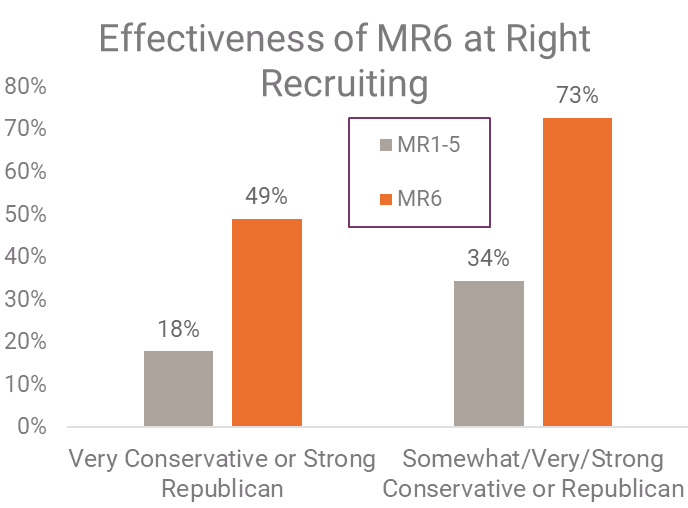 Effectiveness of MR6 at Right
Recruiting
80%
70%
60%
50%
40%
30%
20%
10%
0%
MR1-5
MR6
18%
49%
34%
73%
Very Conservative or Strong
Republican
Somewhat/Very/Strong
Conservative or Republican